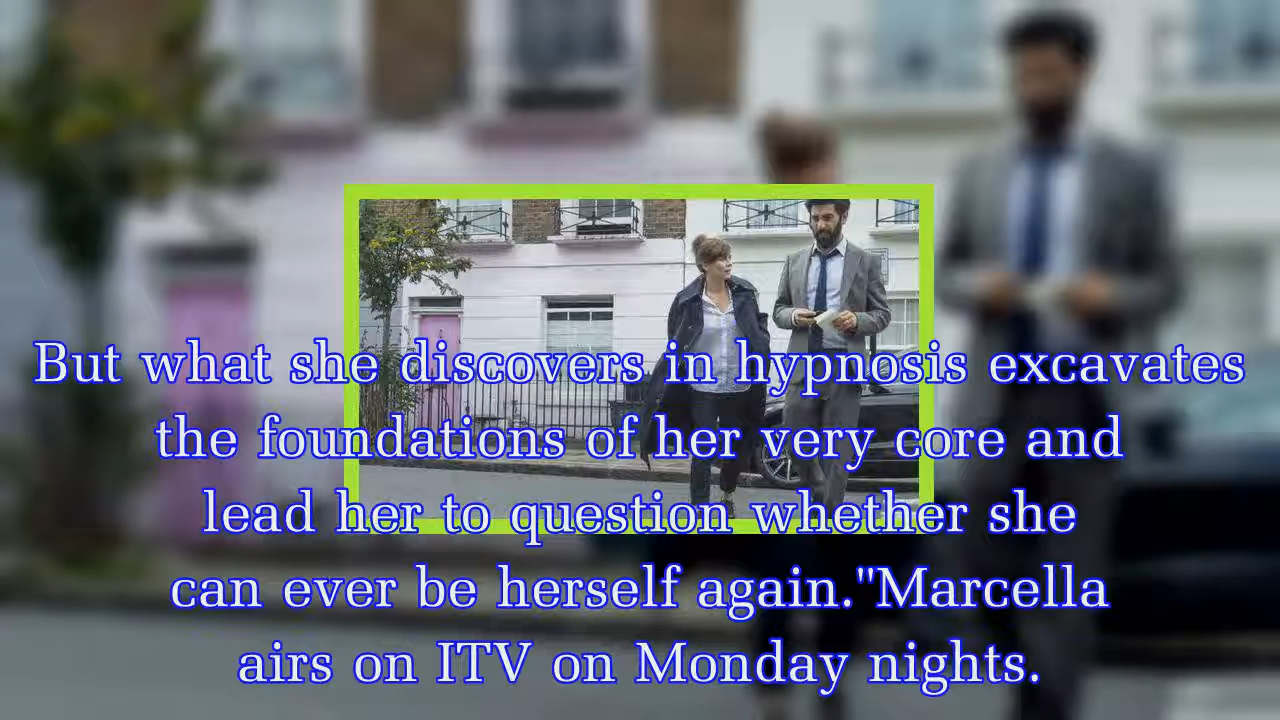 But what she discovers in hypnosis excavates
the foundations of her very core and
lead her to question whether she
can ever be herself again."Marcella
airs on ITV on Monday nights.